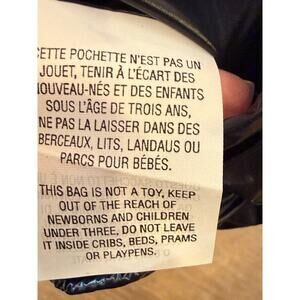 CETTE POCHETTE N'EST PAS UN
JOUET, TENIR À L'ÉCART DES
NOUVEAU-NÉS ET DES ENFANTS
SOUS L'ÂGE DE TROIS ANS,
NE PAS LA LAISSER DANS DES
BERCEAUX, LITS, LANDAUS OU
PARCS POUR BÉBÉS.
THIS BAG IS NOT A TOY, KEEP
OUT OF THE REACH OF
NEWBORNS AND CHILDREN
UNDER THREE, DO NOT LEAVE
IT INSIDE CRIBS, BEDS, PRAMS
OR PLAYPENS.